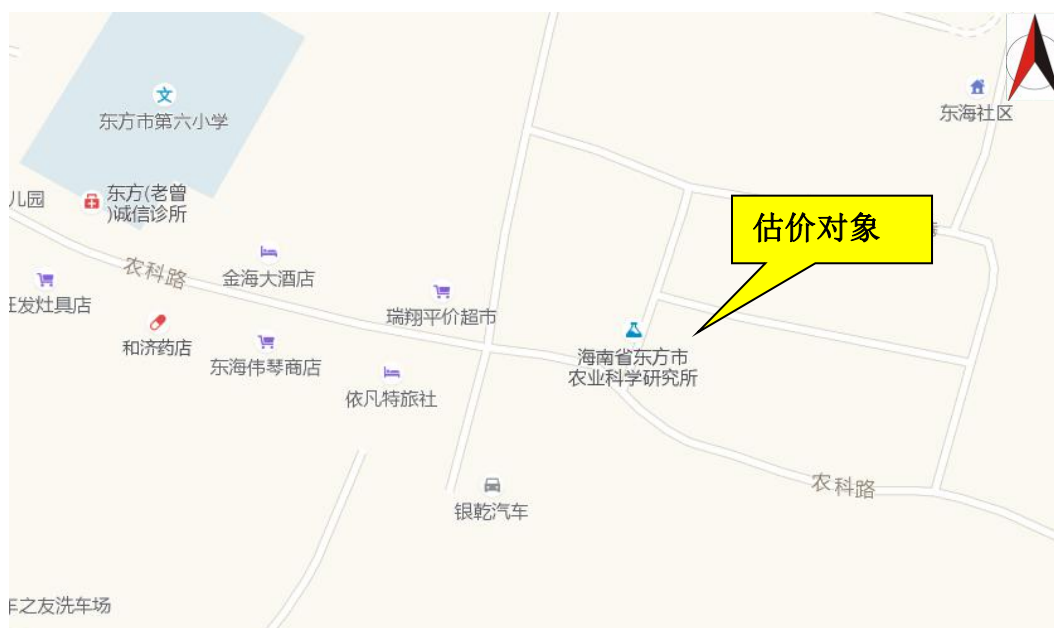 东海社区
东方市第六小学
儿园
东方(老曾
)诚信诊所
估价对象
农科路
金海大酒店
瑞翔平价超市
发灶具店
和济药店
东海伟琴商店
海南省东方市
农业科学研究所
依凡特旅社
农科路
银乾汽车
车之友洗车场